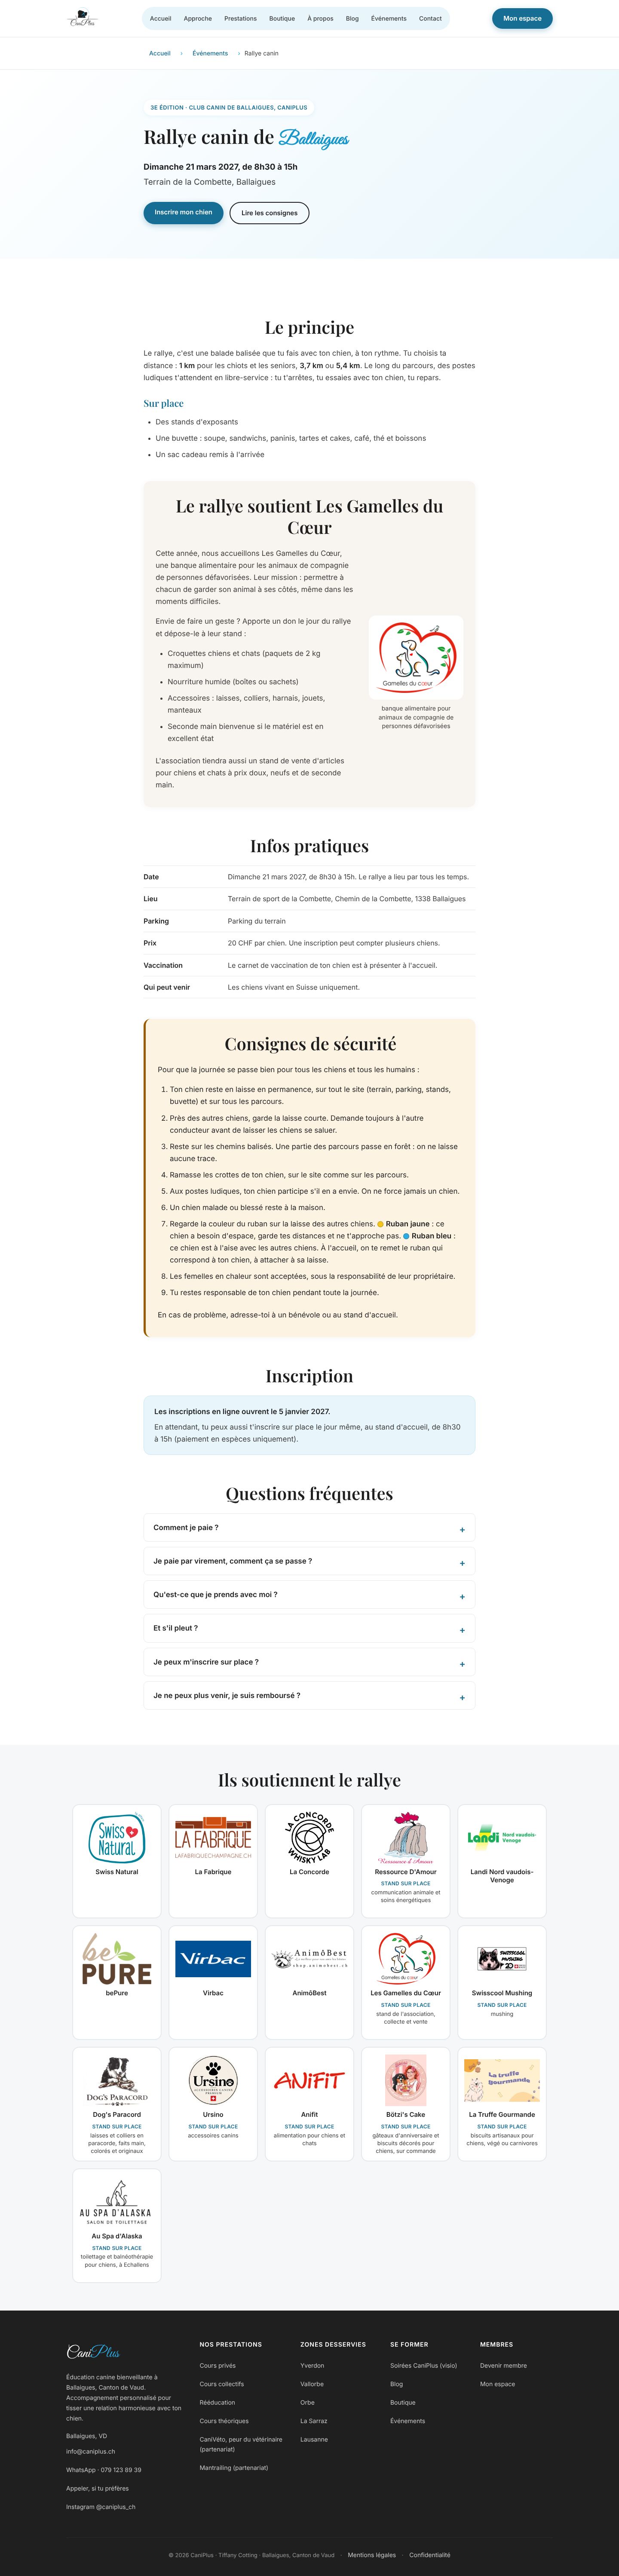 CaniPlus
Accueil Approche Prestations Boutique À propos Blog Événements Contact
Mon espace
Accueil › Événements › Rallye canin
3E ÉDITION · CLUB CANIN DE BALLAIGUES, CANIPLUS
Rallye canin de Ballaigues
Dimanche 21 mars 2027, de 8h30 à 15h
Terrain de la Combette, Ballaigues
Inscrire mon chien
Lire les consignes
Le principe
Le rallye, c'est une balade balisée que tu fais avec ton chien, à ton rythme. Tu choisis ta
distance : 1 km pour les chiots et les seniors, 3,7 km ou 5,4 km. Le long du parcours, des postes
ludiques t'attendent en libre-service : tu t'arrêtes, tu essaies avec ton chien, tu repars.
Sur place
• Des stands d'exposants
• Une buvette : soupe, sandwichs, paninis, tartes et cakes, café, thé et boissons
• Un sac cadeau remis à l'arrivée
Le rallye soutient Les Gamelles du
Cœur
Cette année, nous accueillons Les Gamelles du Cœur,
une banque alimentaire pour les animaux de compagnie
de personnes défavorisées. Leur mission : permettre à
chacun de garder son animal à ses côtés, même dans les
moments difficiles.
Envie de faire un geste ? Apporte un don le jour du rallye
et dépose-le à leur stand :
• Croquettes chiens et chats (paquets de 2 kg
maximum)
• Nourriture humide (boîtes ou sachets)
• Accessoires : laisses, colliers, harnais, jouets,
manteaux
• Seconde main bienvenue si le matériel est en
excellent état
L'association tiendra aussi un stand de vente d'articles
pour chiens et chats à prix doux, neufs et de seconde
main.
Gamelles du cœur
banque alimentaire pour
animaux de compagnie de
personnes défavorisées
Infos pratiques
Date Dimanche 21 mars 2027, de 8h30 à 15h. Le rallye a lieu par tous les temps.
Lieu Terrain de sport de la Combette, Chemin de la Combette, 1338 Ballaigues
Parking Parking du terrain
Prix 20 CHF par chien. Une inscription peut compter plusieurs chiens.
Vaccination Le carnet de vaccination de ton chien est à présenter à l'accueil.
Qui peut venir Les chiens vivant en Suisse uniquement.
Consignes de sécurité
Pour que la journée se passe bien pour tous les chiens et tous les humains :
1. Ton chien reste en laisse en permanence, sur tout le site (terrain, parking, stands,
buvette) et sur tous les parcours.
2. Près des autres chiens, garde la laisse courte. Demande toujours à l'autre
conducteur avant de laisser les chiens se saluer.
3. Reste sur les chemins balisés. Une partie des parcours passe en forêt : on ne laisse
aucune trace.
4. Ramasse les crottes de ton chien, sur le site comme sur les parcours.
5. Aux postes ludiques, ton chien participe s'il en a envie. On ne force jamais un chien.
6. Un chien malade ou blessé reste à la maison.
7. Regarde la couleur du ruban sur la laisse des autres chiens. Ruban jaune : ce
chien a besoin d'espace, garde tes distances et ne t'approche pas. Ruban bleu :
ce chien est à l'aise avec les autres chiens. À l'accueil, on te remet le ruban qui
correspond à ton chien, à attacher à sa laisse.
8. Les femelles en chaleur sont acceptées, sous la responsabilité de leur propriétaire.
9. Tu restes responsable de ton chien pendant toute la journée.
En cas de problème, adresse-toi à un bénévole ou au stand d'accueil.
Inscription
Les inscriptions en ligne ouvrent le 5 janvier 2027.
En attendant, tu peux aussi t'inscrire sur place le jour même, au stand d'accueil, de 8h30
à 15h (paiement en espèces uniquement).
Questions fréquentes
Comment je paie ? +
Je paie par virement, comment ça se passe ? +
Qu'est-ce que je prends avec moi ? +
Et s'il pleut ? +
Je peux m'inscrire sur place ? +
Je ne peux plus venir, je suis remboursé ? +
Ils soutiennent le rallye
Swiss Natural
Swiss Natural
LA FABRIQUE
LAFABRIQUECHAMPAGNE.CH
La Fabrique
LA CONCORDE WHISKY LAB
La Concorde
Ressource d'Amour
Ressource D'Amour
STAND SUR PLACE
communication animale et
soins énergétiques
Landi Nord vaudois-Venoge
Landi Nord vaudois-
Venoge
be PURE
bePure
Virbac
Virbac
AnimôBest
shop.animobest.ch
AnimôBest
Gamelles du cœur
Les Gamelles du Cœur
STAND SUR PLACE
stand de l'association,
collecte et vente
SWISSCOOL MUSHING
Swisscool Mushing
STAND SUR PLACE
mushing
DOG'S PARACORD
Dog's Paracord
STAND SUR PLACE
laisses et colliers en
paracorde, faits main,
colorés et originaux
Ursino
Ursino
STAND SUR PLACE
accessoires canins
ANiFiT
Anifit
STAND SUR PLACE
alimentation pour chiens et
chats
Bötzi's Cake
STAND SUR PLACE
gâteaux d'anniversaire et
biscuits décorés pour
chiens, sur commande
La truffe gourmande
La Truffe Gourmande
STAND SUR PLACE
biscuits artisanaux pour
chiens, végé ou carnivores
AU SPA D'ALASKA
SALON DE TOILETTAGE
Au Spa d'Alaska
STAND SUR PLACE
toilettage et balnéothérapie
pour chiens, à Echallens
CaniPlus
Éducation canine bienveillante à
Ballaigues, Canton de Vaud.
Accompagnement personnalisé pour
tisser une relation harmonieuse avec ton
chien.
Ballaigues, VD
info@caniplus.ch
WhatsApp · 079 123 89 39
Appeler, si tu préfères
Instagram @caniplus_ch
NOS PRESTATIONS
Cours privés
Cours collectifs
Rééducation
Cours théoriques
CaniVéto, peur du vétérinaire
(partenariat)
Mantrailing (partenariat)
ZONES DESSERVIES
Yverdon
Vallorbe
Orbe
La Sarraz
Lausanne
SE FORMER
Soirées CaniPlus (visio)
Blog
Boutique
Événements
MEMBRES
Devenir membre
Mon espace
© 2026 CaniPlus · Tiffany Cotting · Ballaigues, Canton de Vaud · Mentions légales · Confidentialité